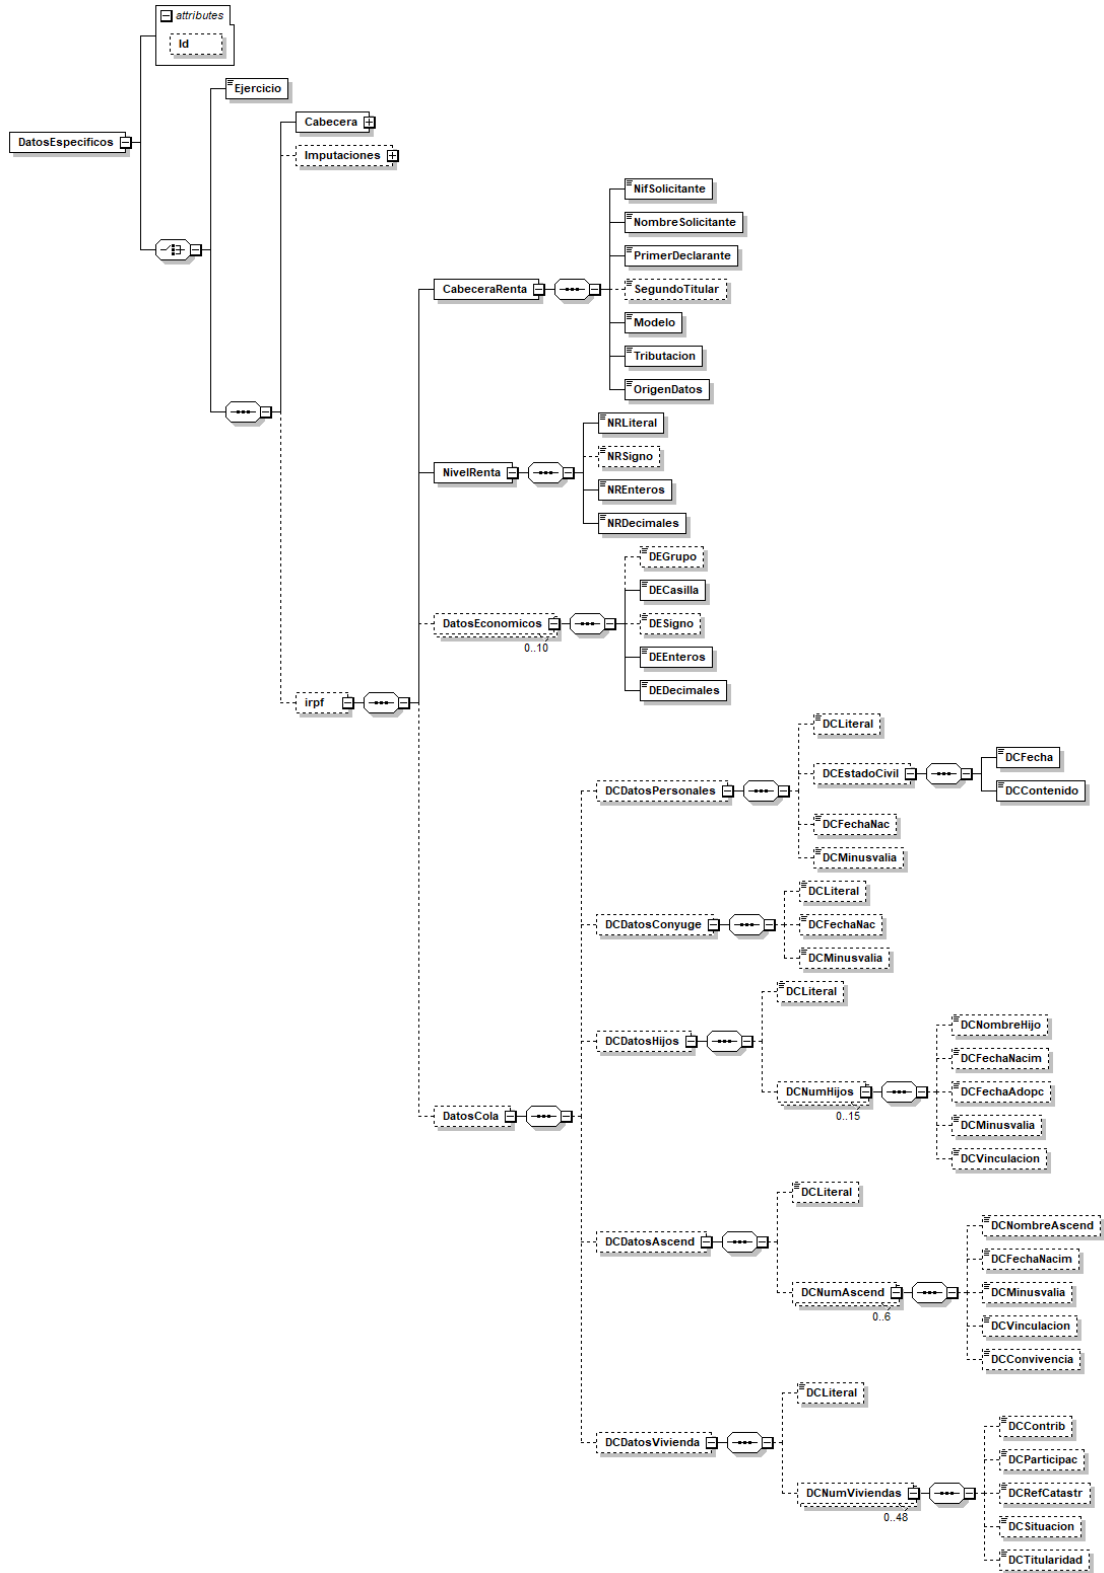 attributes
Id
Ejercicio
Cabecera
DatosEspecificos
Imputaciones
NifSolicitante
NombreSolicitante
PrimerDeclarante
CabeceraRenta
SegundoTitular
Modelo
Tributacion
OrigenDatos
NRLiteral
NRSigno
NivelRenta
NREnteros
NRDecimales
DEGrupo
DECasilla
DatosEconomicos
0..10
DESigno
DEEnteros
DEDecimales
irpf
DCLiteral
DCFecha
DCEstadoCivil
DCDatosPersonales
DCContenido
DCFechaNac
DCMinusvalia
DCLiteral
DCDatosConyuge
DCFechaNac
DCMinusvalia
DCLiteral
DCNombreHijo
DCDatosHijos
DCFechaNacim
DCNumHijos
0..15
DCFechaAdopc
DatosCola
DCMinusvalia
DCVinculacion
DCLiteral
DCNombreAscend
DCDatosAscend
DCFechaNacim
DCNumAscend
0..6
DCMinusvalia
DCVinculacion
DCConvivencia
DCLiteral
DCContrib
DCDatosVivienda
DCParticipac
DCNumViviendas
0..48
DCRefCatastr
DCSituacion
DCTitularidad